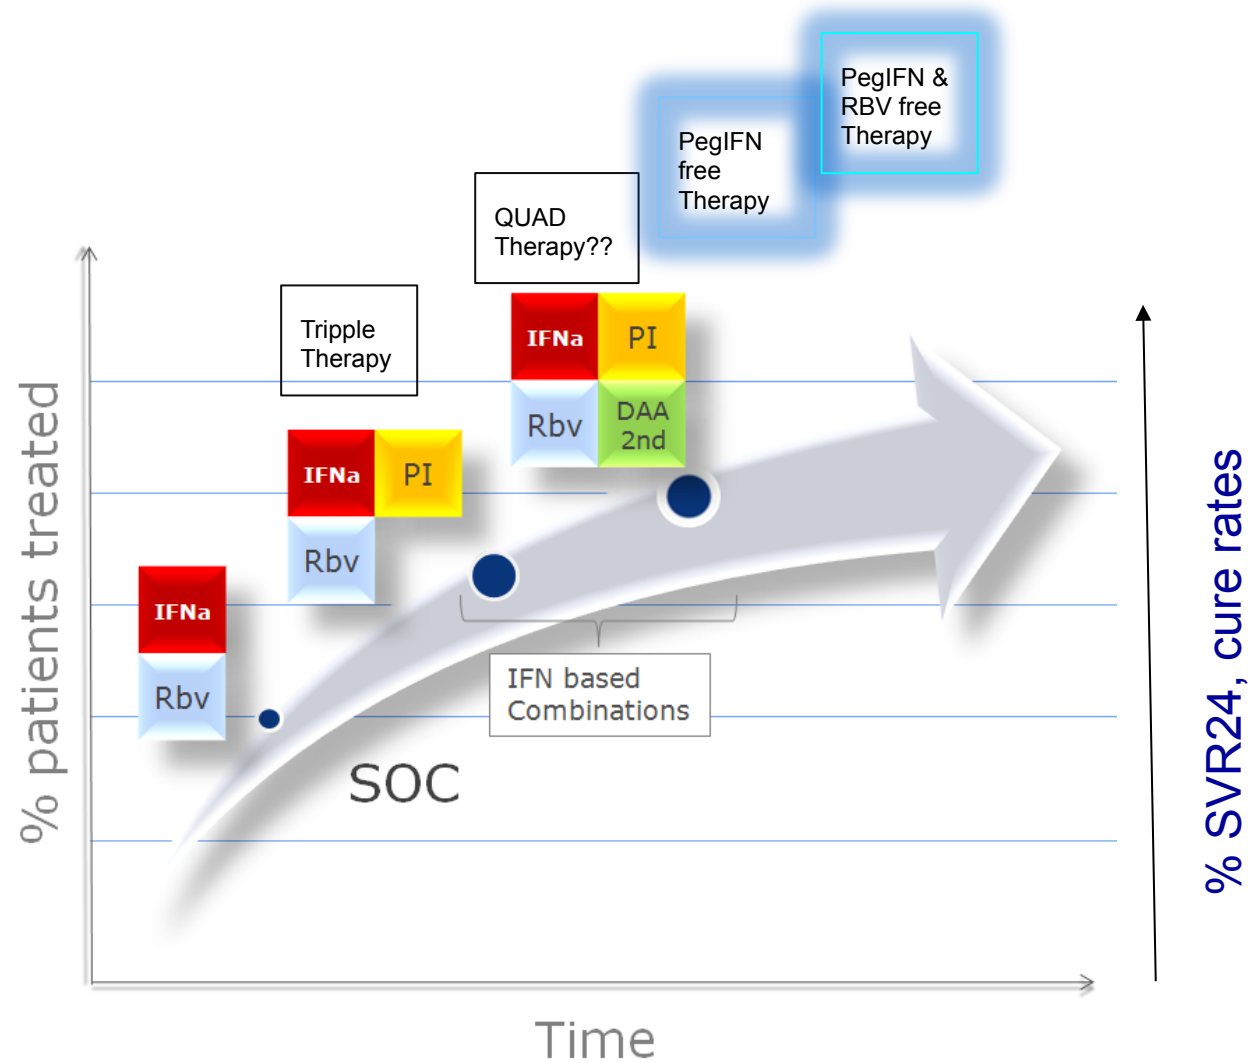 PegIFN &
RBV free
Therapy
PegIFN
free
Therapy
QUAD
Therapy??
Tripple
Therapy
IFNa
PI
Rbv
DAA
2nd
IFNa
PI
Rbv
IFNa
Rbv
IFN based
Combinations
SOC
% patients treated
Time
% SVR24, cure rates